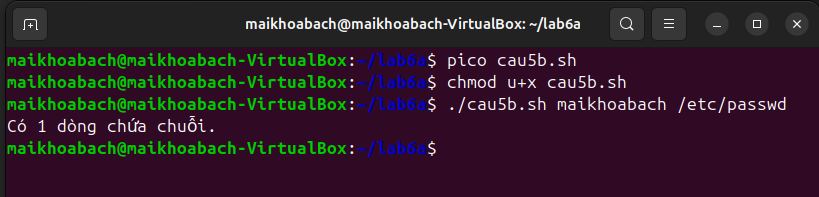 maikhoabach@maikhoabach-VirtualBox: ~/lab6a
maikhoabach@maikhoabach-VirtualBox:~/lab6a$ pico cau5b.sh
maikhoabach@maikhoabach-VirtualBox:~/lab6a$ chmod u+x cau5b.sh
maikhoabach@maikhoabach-VirtualBox:~/lab6a$ ./cau5b.sh maikhoabach /etc/passwd
Có 1 dòng chứa chuỗi.
maikhoabach@maikhoabach-VirtualBox:~/lab6a$